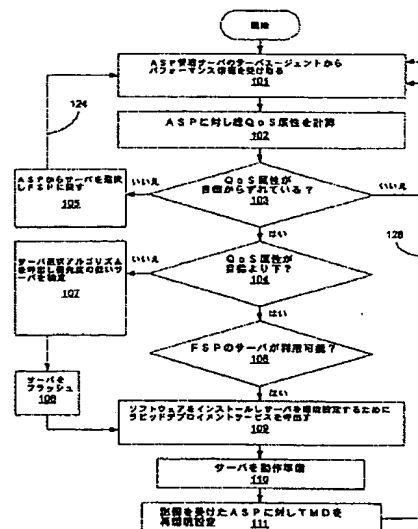 開始
ASP管理サーバのサーバエージェントから
パフォーマンス情報を受け取る
101
124
ASPに対し総QoS属性を計算
102
QoS属性が
目標からずれている?
103
いいえ
いいえ
ASPからサーバを選択
しFSPに戻す
105
126
はい
QoS属性が
目標より下?
104
いいえ
サーバ選択アルゴリズム
を呼出し優先度の低いサ
ーバを特定
107
はい
FSPのサーバが利用可能?
106
サーバを
フラッシュ
108
はい
ソフトウェアをインストールしサーバを環境設定するために
ラピッドデプロイメントサービスを呼出す
109
サーバを動作準備
110
影響を受けたASPに対しTMDを
再環境設定
111